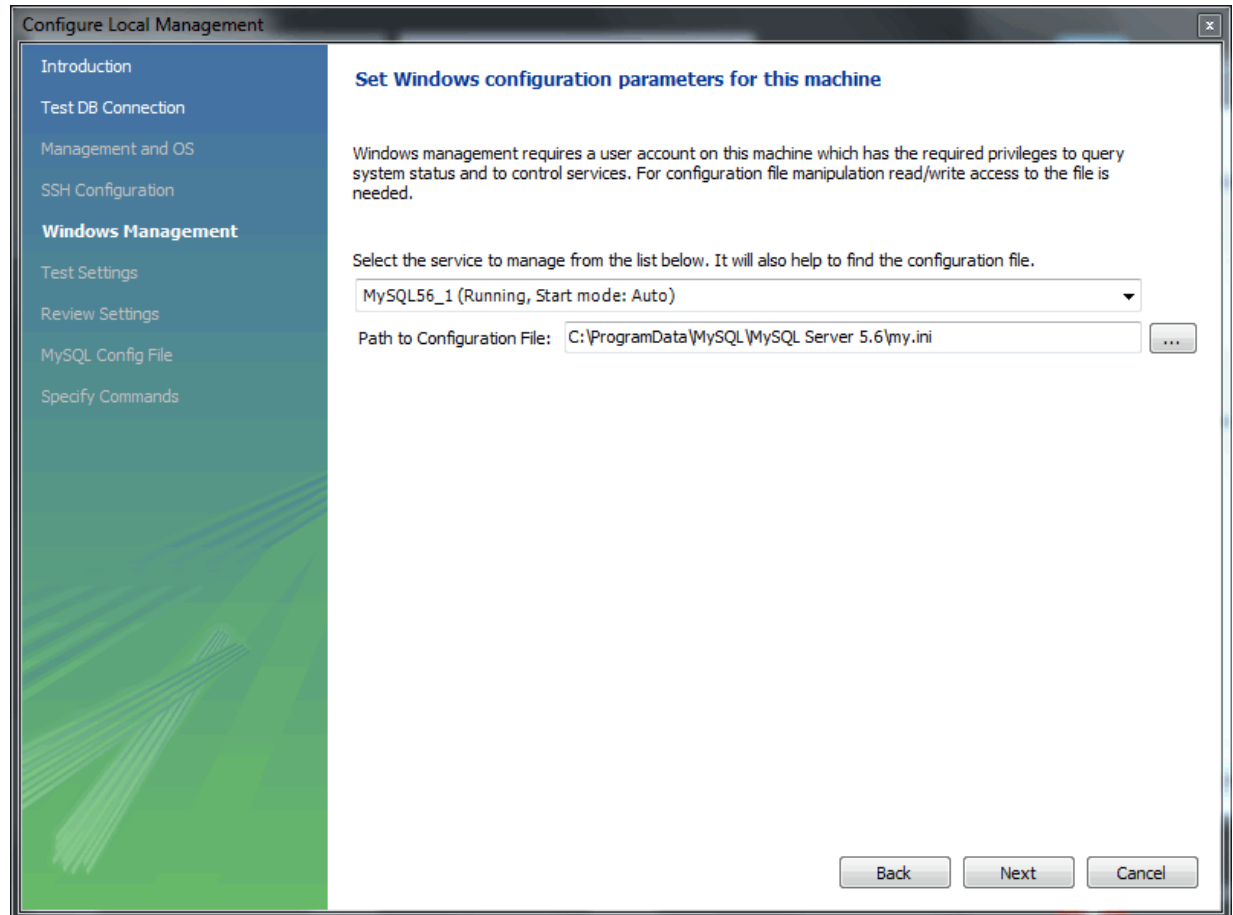 Configure Local Management
x
Introduction
Test DB Connection
Management and OS
SSH Configuration
Windows Management
Test Settings
Review Settings
MySQL Config File
Specify Commands
Set Windows configuration parameters for this machine
Windows management requires a user account on this machine which has the required privileges to query
system status and to control services. For configuration file manipulation read/write access to the file is
needed.
Select the service to manage from the list below. It will also help to find the configuration file.
MySQL56_1 (Running, Start mode: Auto)
Path to Configuration File: C:\ProgramData\MySQL\MySQL Server 5.6\my.ini ...
Back Next Cancel